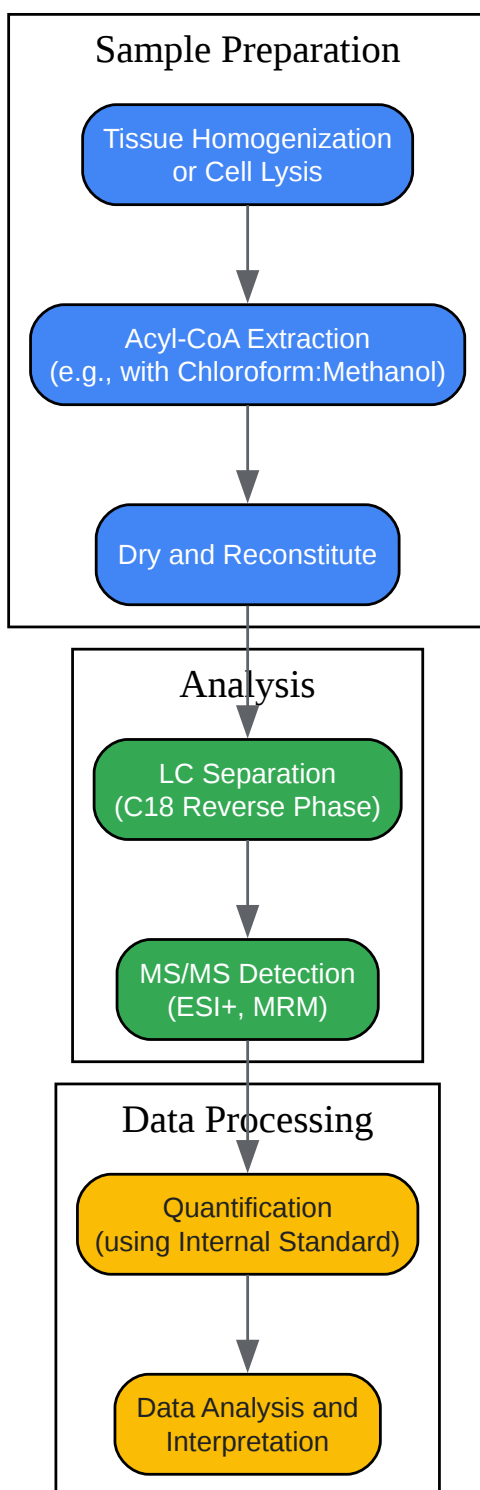 Sample Preparation
Tissue Homogenization
or Cell Lysis
Acyl-CoA Extraction
(e.g., with Chloroform:Methanol)
Dry and Reconstitute
Analysis
LC Separation
(C18 Reverse Phase)
MS/MS Detection
(ESI+, MRM)
Data Processing
Quantification
(using Internal Standard)
Data Analysis and
Interpretation